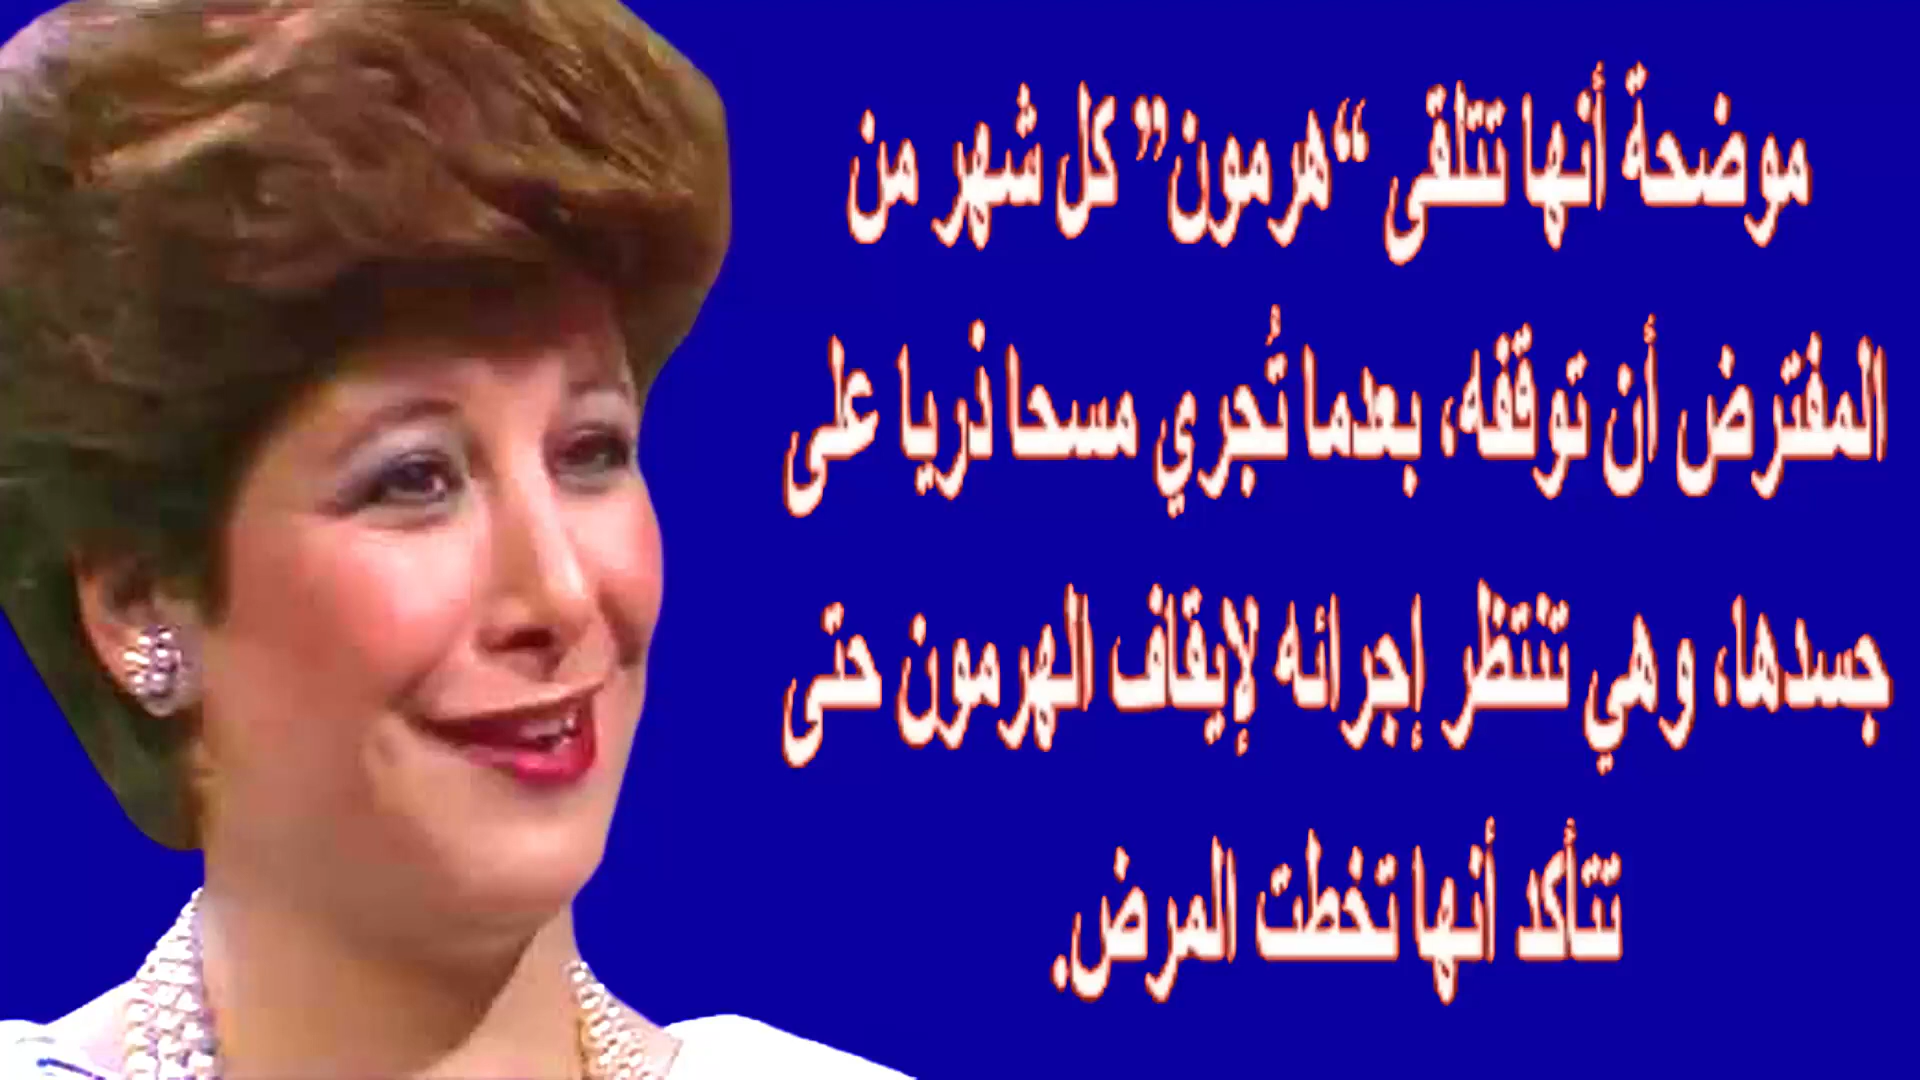 موضحة أنها تتلقى “هرمون” كل شهر من
المفترض أن توقفه، بعدما تُجري مسحا ذريا على
جسدها، وهي تنتظر إجرائه لإيقاف الهرمون حتى
تتأكد أنها تخطت المرض.